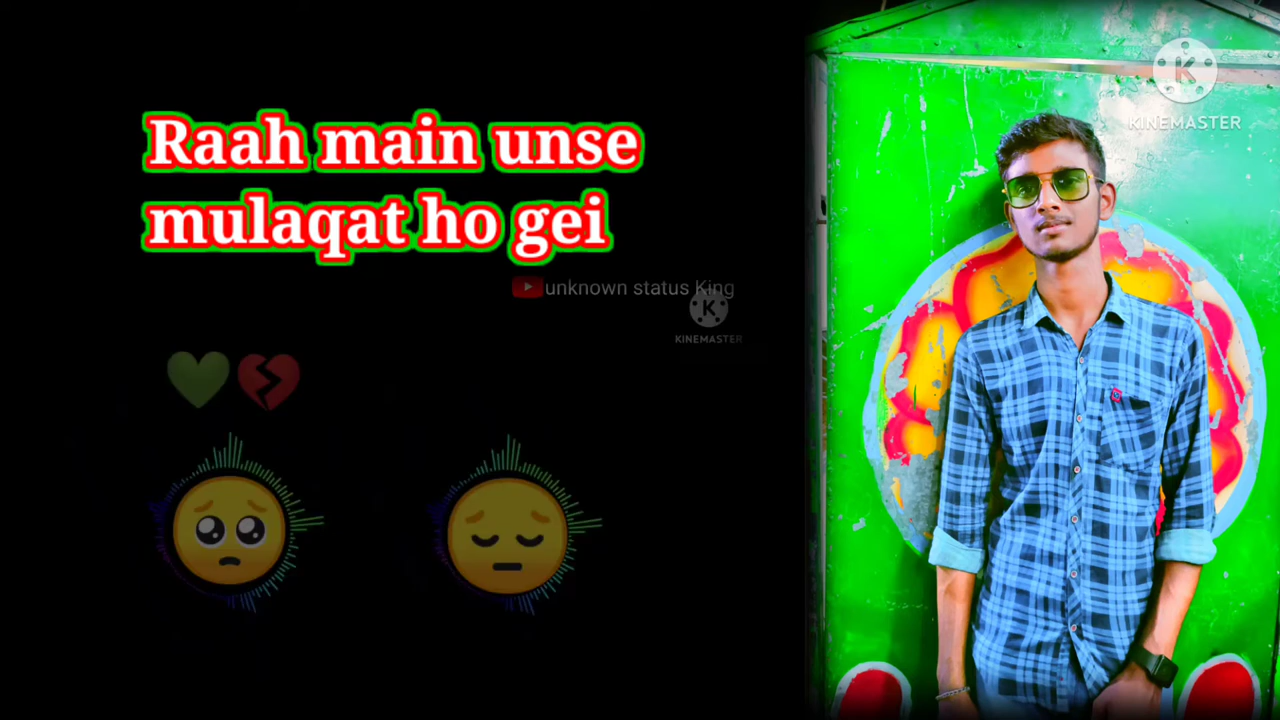 Raah main unse
mulaqat ho gei
unknown status King
K
KINEMASTER
K
KINEMASTER